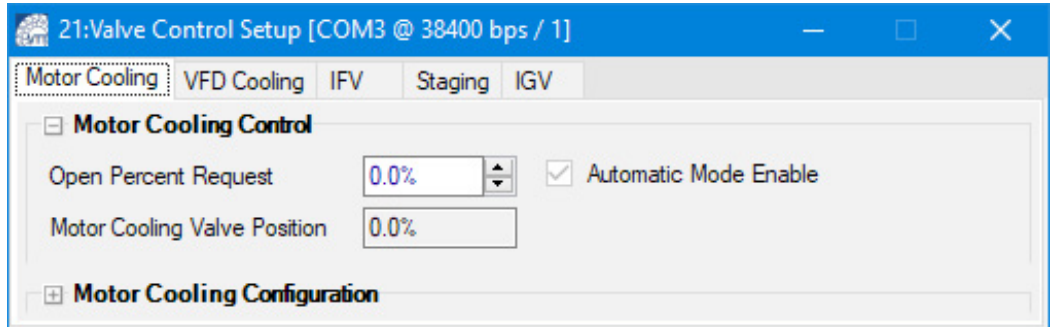 21:Valve Control Setup [COM3 @ 38400 bps / 1]
Motor Cooling VFD Cooling IFV Staging IGV
Motor Cooling Control
Open Percent Request 0.0% Automatic Mode Enable
Motor Cooling Valve Position 0.0%
Motor Cooling Configuration